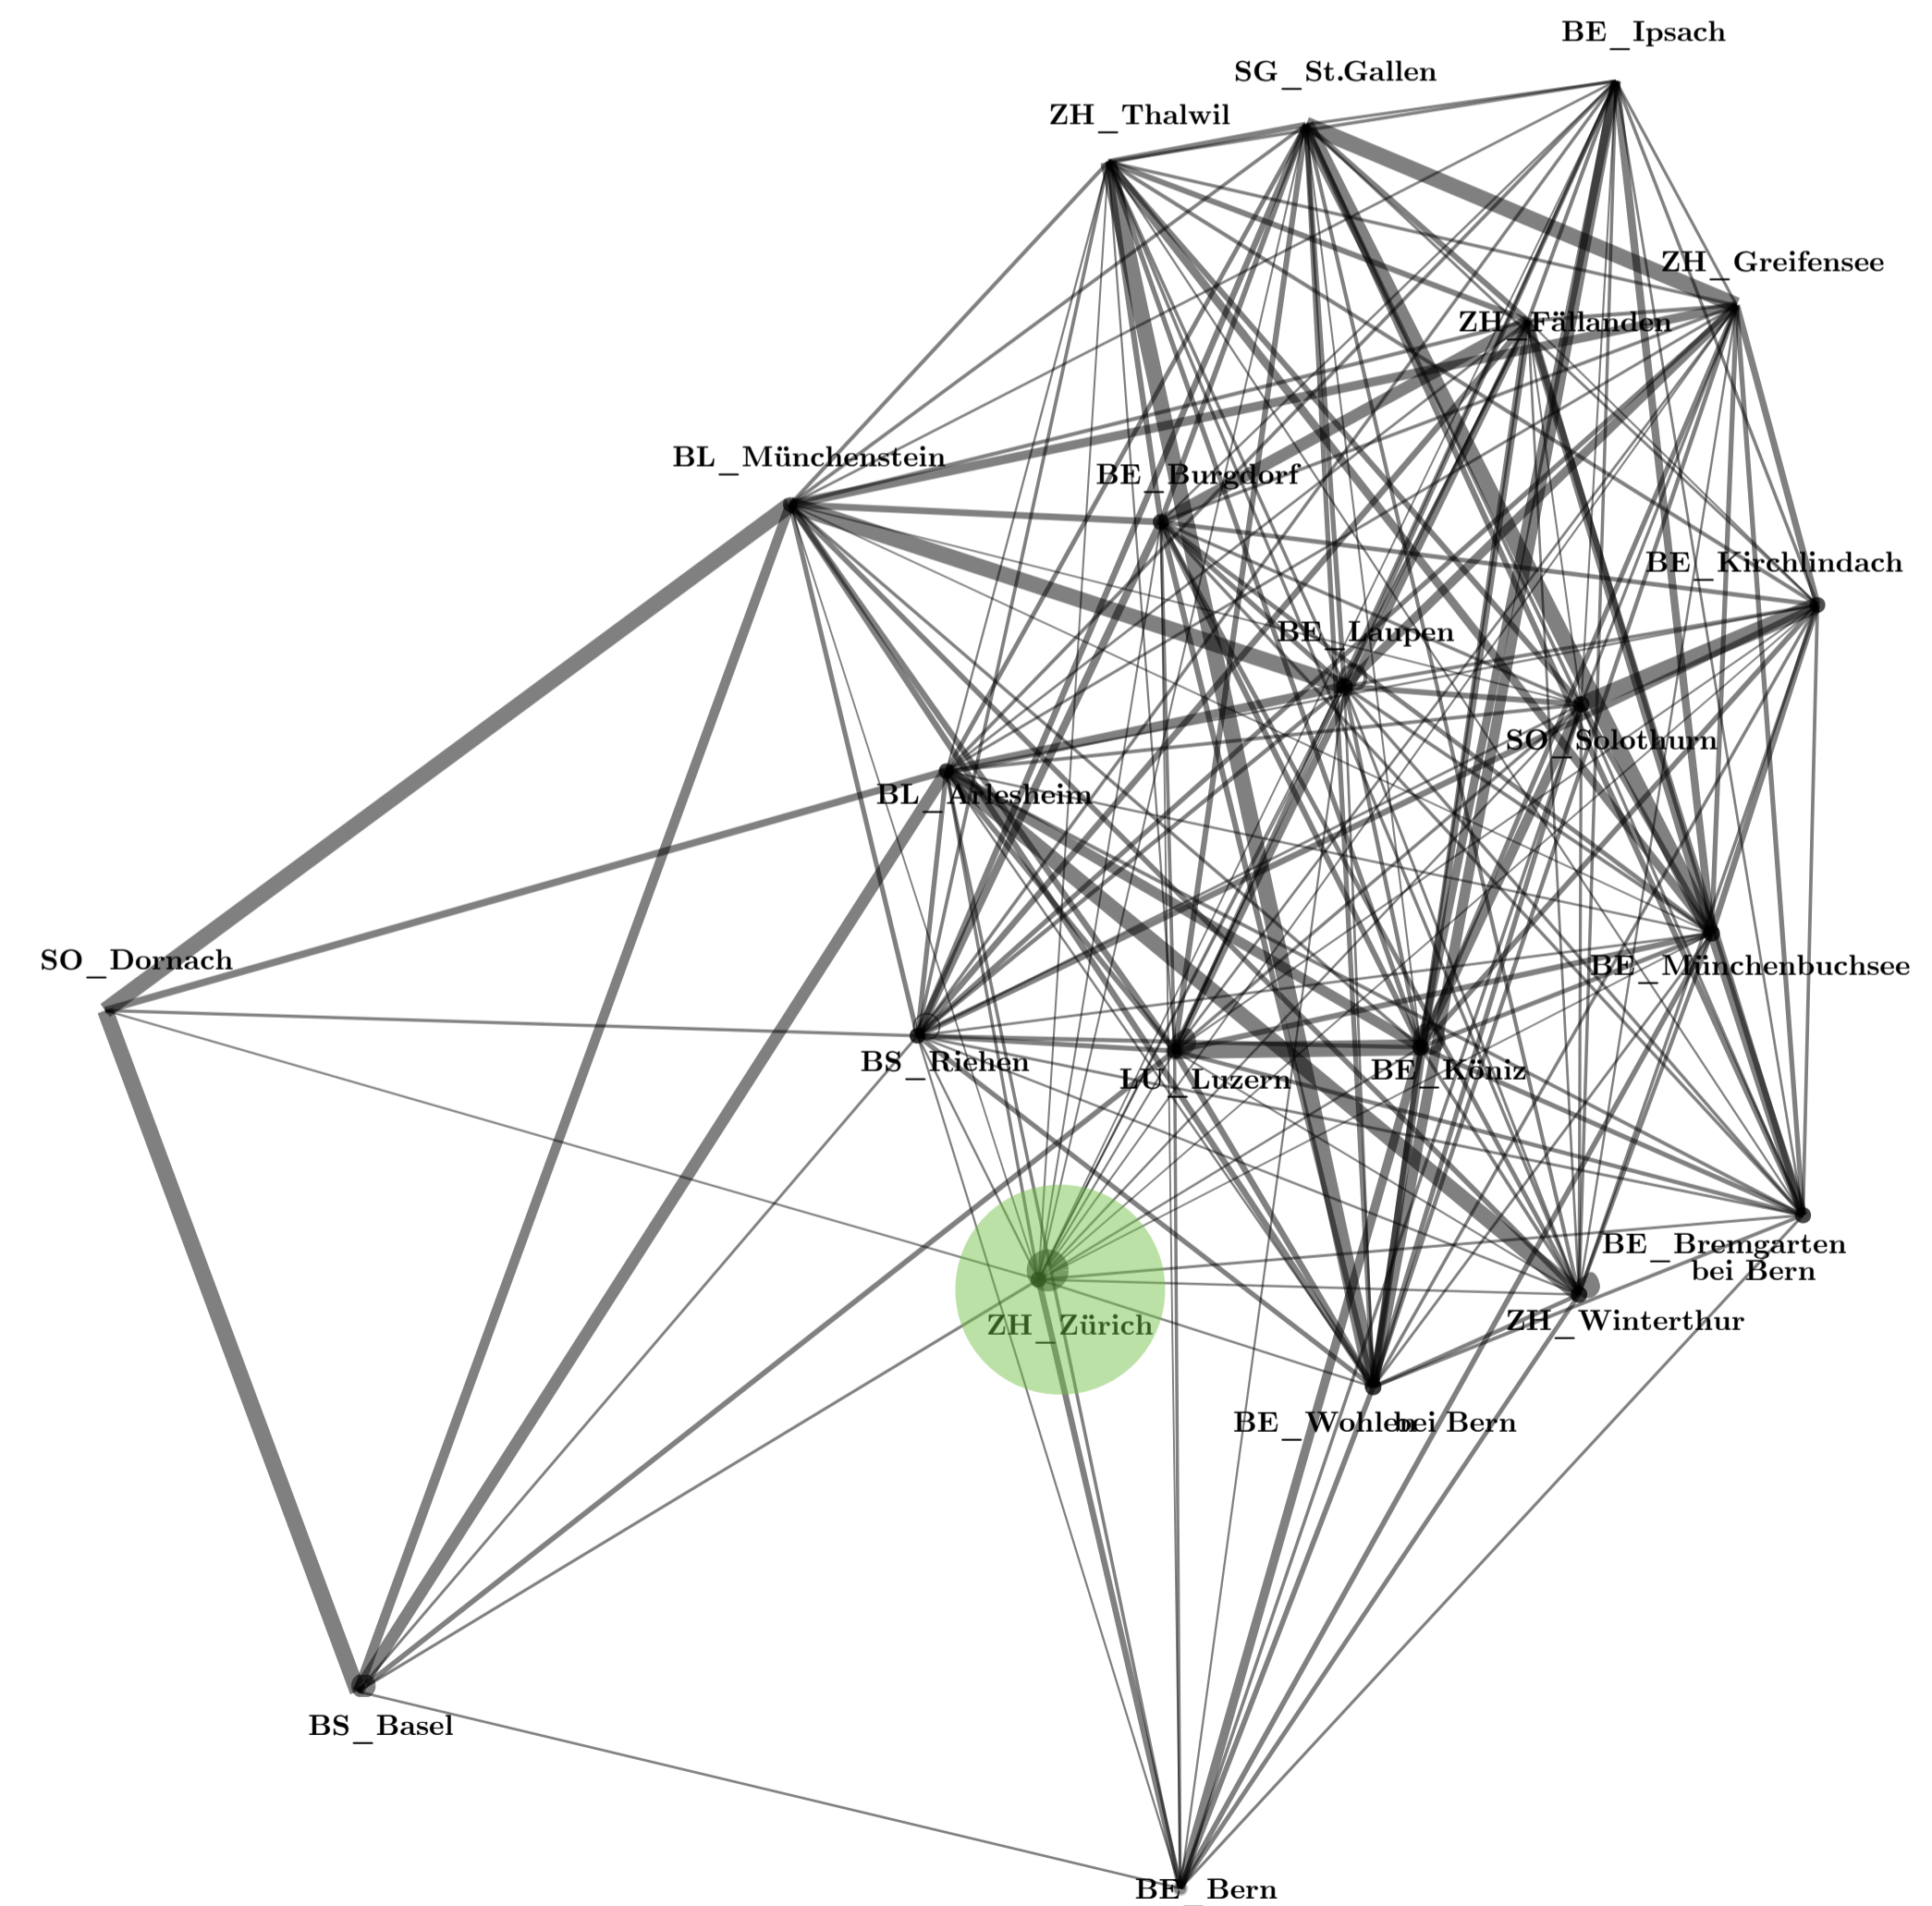 BE_Ipsach
SG_St.Gallen
ZH_Thalwil
ZH_Greifensee
ZH_Fällanden
BL_Münchenstein
BE_Burgdorf
BE_Kirchlindach
BE_Laupen
SO_Solothurn
BL_Arlesheim
SO_Dornach
BE_Münchenbuchsee
BS_Riehen
BE_Köniz
LU_Luzern
BE_Bremgarten
bei Bern
ZH_Winterthur
ZH_Zürich
BE_Wohlen bei Bern
BS_Basel
BE_Bern